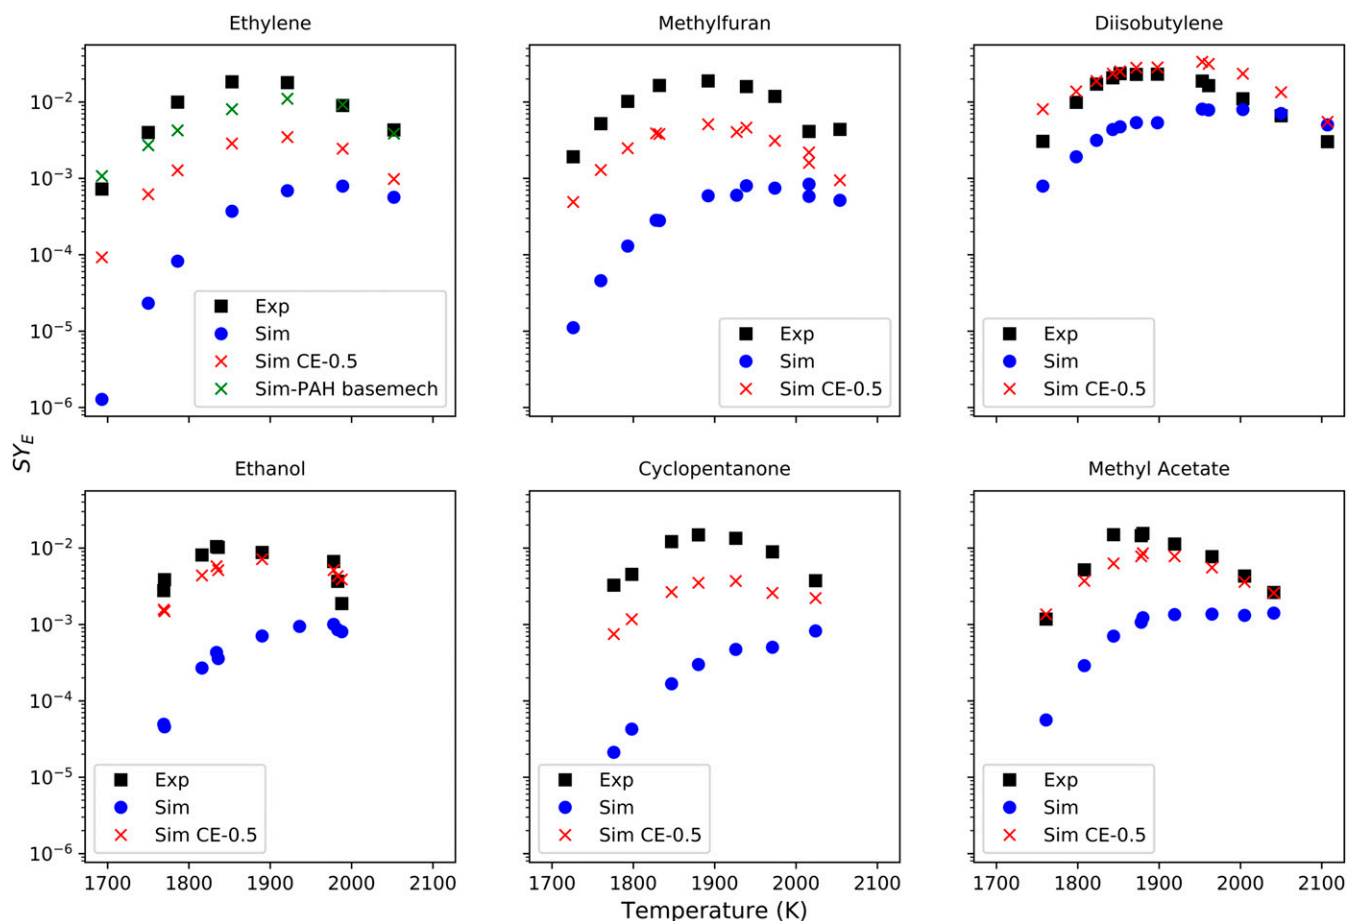 Ethylene
Methylfuran
Diisobutylene
10⁻²
10⁻³
10⁻⁴
10⁻⁵
10⁻⁶
Exp
Sim
Sim CE-0.5
Sim-PAH basemech
Exp
Sim
Sim CE-0.5
Exp
Sim
Sim CE-0.5
SY_E
Ethanol
Cyclopentanone
Methyl Acetate
10⁻²
10⁻³
10⁻⁴
10⁻⁵
10⁻⁶
Exp
Sim
Sim CE-0.5
Exp
Sim
Sim CE-0.5
Exp
Sim
Sim CE-0.5
1700 1800 1900 2000 2100
1700 1800 1900 2000 2100
1700 1800 1900 2000 2100
Temperature (K)